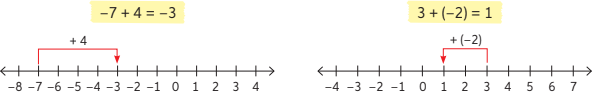 −7 + 4 = −3
+ 4
−8 −7 −6 −5 −4 −3 −2 −1 0 1 2 3 4
3 + (−2) = 1
+ (−2)
−4 −3 −2 −1 0 1 2 3 4 5 6 7